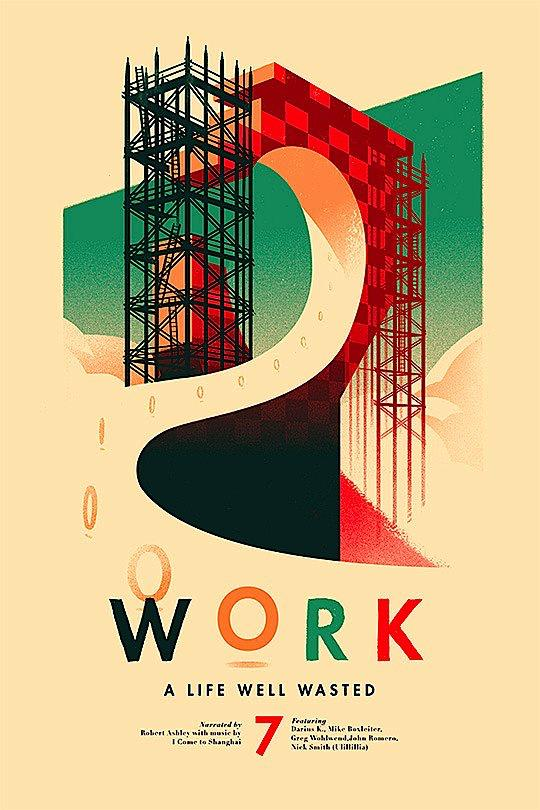 WORK
A LIFE WELL WASTED
Narrated by
Robert Ashley with music by
I Come to Shanghai
7
Featuring
Darius K., Mike Boxleiter,
Greg Wohlwend, John Romero,
Nick Smith (Ulillillia)